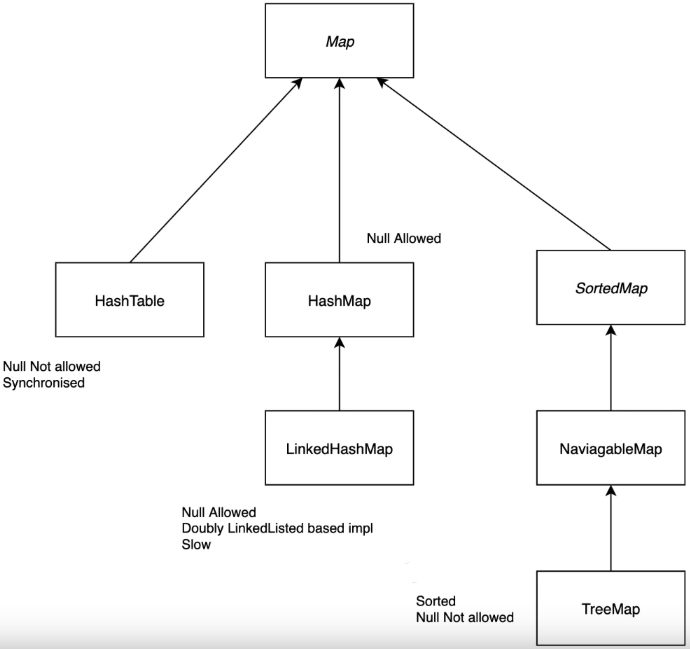 Map
Null Allowed
HashTable
HashMap
SortedMap
Null Not allowed
Synchronised
LinkedHashMap
NaviagableMap
Null Allowed
Doubly LinkedListed based impl
Slow
Sorted
Null Not allowed
TreeMap